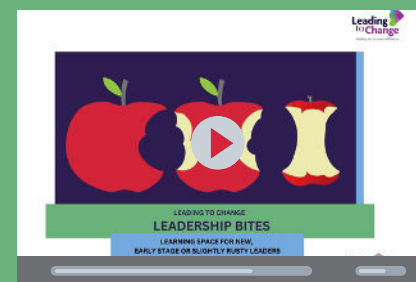 Leading
to Change
LEADING TO CHANGE
LEADERSHIP BITES
LEARNING SPACE FOR NEW,
EARLY STAGE OR SLIGHTLY RUSTY LEADERS